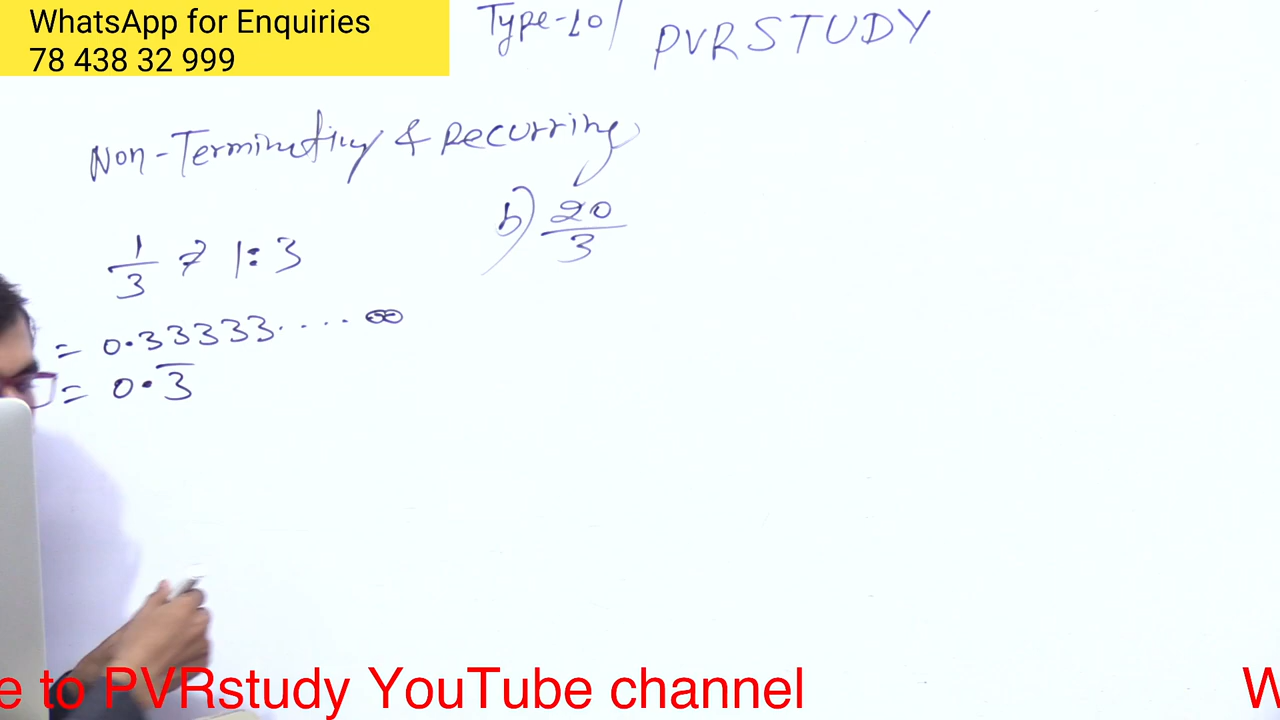 WhatsApp for Enquiries
78 438 32 999
Type-10/ PVRSTUDY
Non-Terminating & Recurring
1/3 ⇒ 1:3
= 0.33333.... ∞
= 0.3̅
b) 20/3
e to PVRstudy YouTube channel W